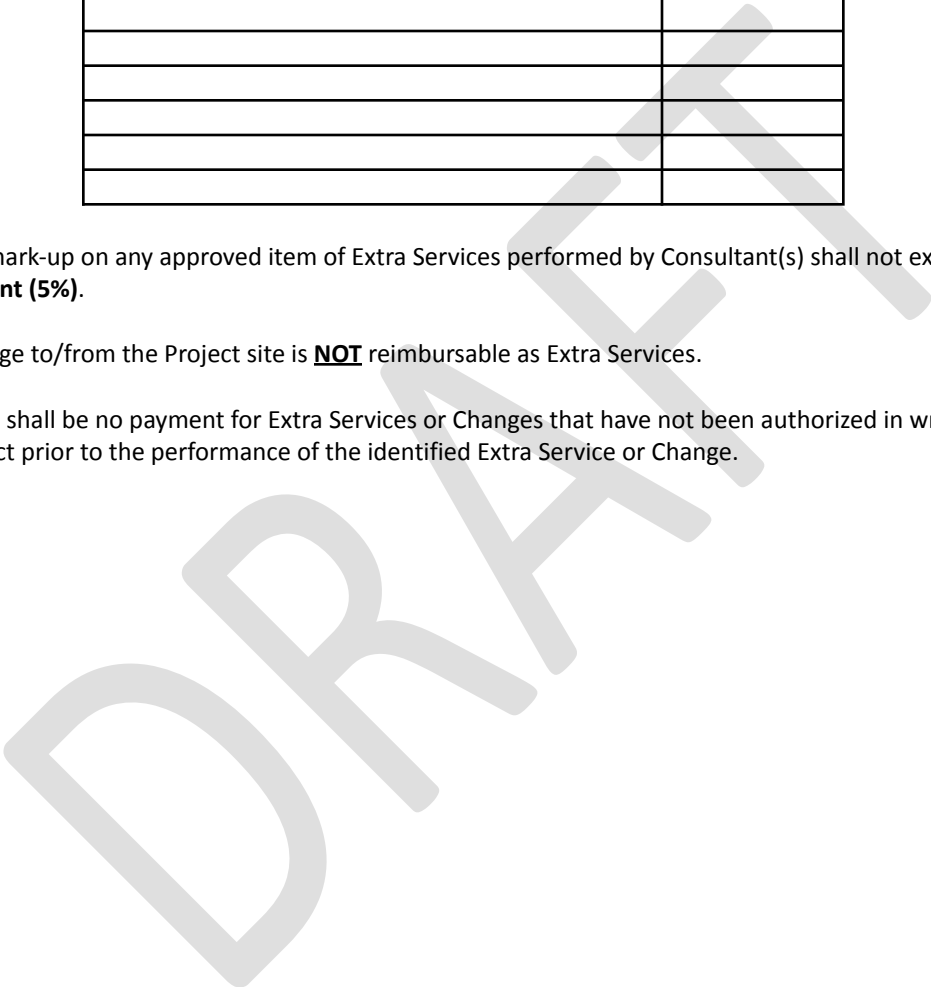 mark-up on any approved item of Extra Services performed by Consultant(s) shall not ex
nt (5%).
ge to/from the Project site is NOT reimbursable as Extra Services.
shall be no payment for Extra Services or Changes that have not been authorized in wr
ct prior to the performance of the identified Extra Service or Change.
DRAFT